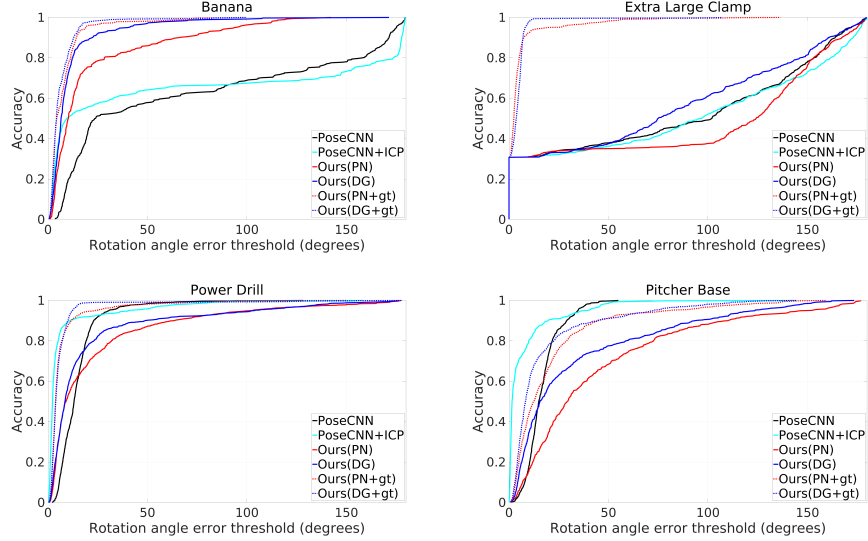 Banana
Accuracy
1
0.8
0.6
0.4
0.2
0
0
50
100
150
Rotation angle error threshold (degrees)
PoseCNN
PoseCNN+ICP
Ours(PN)
Ours(DG)
Ours(PN+gt)
Ours(DG+gt)
Extra Large Clamp
Accuracy
1
0.8
0.6
0.4
0.2
0
0
50
100
150
Rotation angle error threshold (degrees)
PoseCNN
PoseCNN+ICP
Ours(PN)
Ours(DG)
Ours(PN+gt)
Ours(DG+gt)
Power Drill
Accuracy
1
0.8
0.6
0.4
0.2
0
0
50
100
150
Rotation angle error threshold (degrees)
PoseCNN
PoseCNN+ICP
Ours(PN)
Ours(DG)
Ours(PN+gt)
Ours(DG+gt)
Pitcher Base
Accuracy
1
0.8
0.6
0.4
0.2
0
0
50
100
150
Rotation angle error threshold (degrees)
PoseCNN
PoseCNN+ICP
Ours(PN)
Ours(DG)
Ours(PN+gt)
Ours(DG+gt)